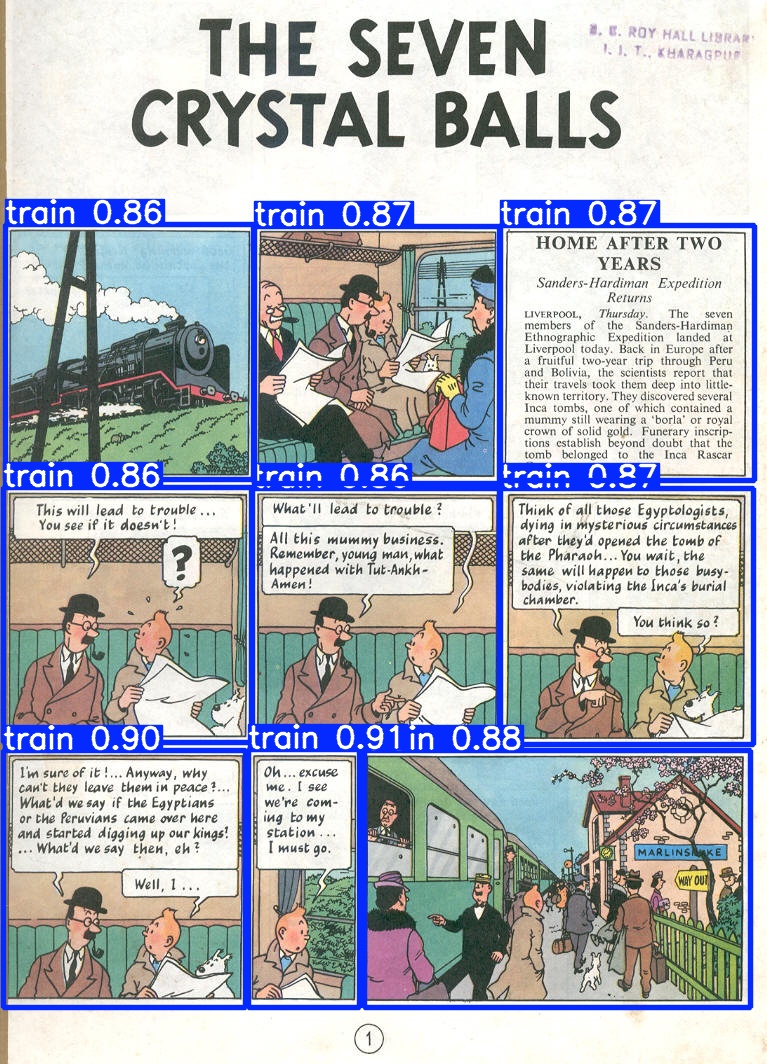 THE SEVEN
CRYSTAL BALLS
B. C. ROY HALL LIBRARY
I. I. T., KHARAGPUR
train 0.86
train 0.87
train 0.87
HOME AFTER TWO
YEARS
Sanders-Hardiman Expedition
Returns
LIVERPOOL, Thursday. The seven
members of the Sanders-Hardiman
Ethnographic Expedition landed at
Liverpool today. Back in Europe after
a fruitful two-year trip through Peru
and Bolivia, the scientists report that
their travels took them deep into little-
known territory. They discovered several
Inca tombs, one of which contained a
mummy still wearing a 'borla' or royal
crown of solid gold. Funerary inscrip-
tions establish beyond doubt that the
tomb belonged to the Inca Rascar
train 0.86
train 0.86
train 0.87
This will lead to trouble ...
You see if it doesn't!
?
What'll lead to trouble?
All this mummy business.
Remember, young man, what
happened with Tut-Ankh-
Amen!
Think of all those Egyptologists,
dying in mysterious circumstances
after they'd opened the tomb of
the Pharaoh... You wait, the
same will happen to those busy-
bodies, violating the Inca's burial
chamber.
You think so?
train 0.90
train 0.91
in 0.88
I'm sure of it!... Anyway, why
can't they leave them in peace?...
What'd we say if the Egyptians
or the Peruvians came over here
and started digging up our kings?
... What'd we say then, eh?
Well, I ...
Oh... excuse
me. I see
we're com-
ing to my
station ...
I must go.
WAY OUT
1